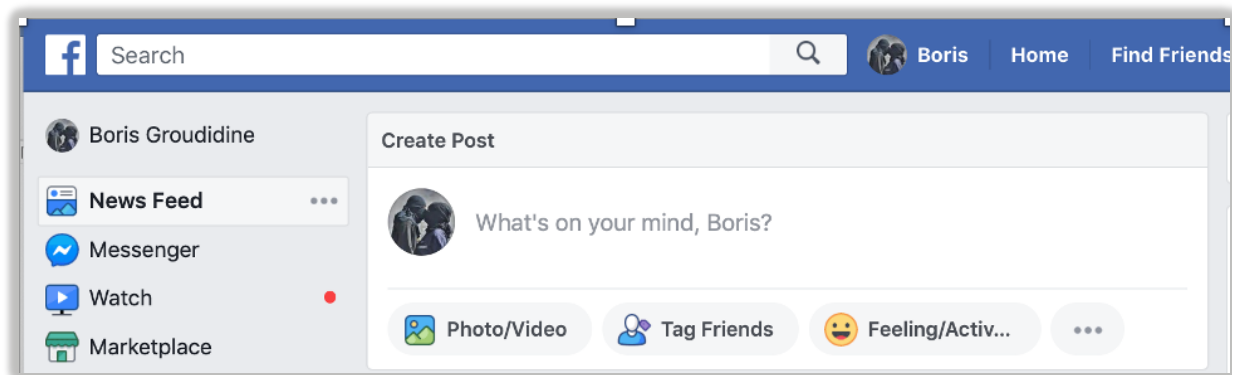 f Search Boris Home Find Friends
Boris Groudidine
News Feed
Messenger
Watch
Marketplace
Create Post
What's on your mind, Boris?
Photo/Video Tag Friends Feeling/Activ...